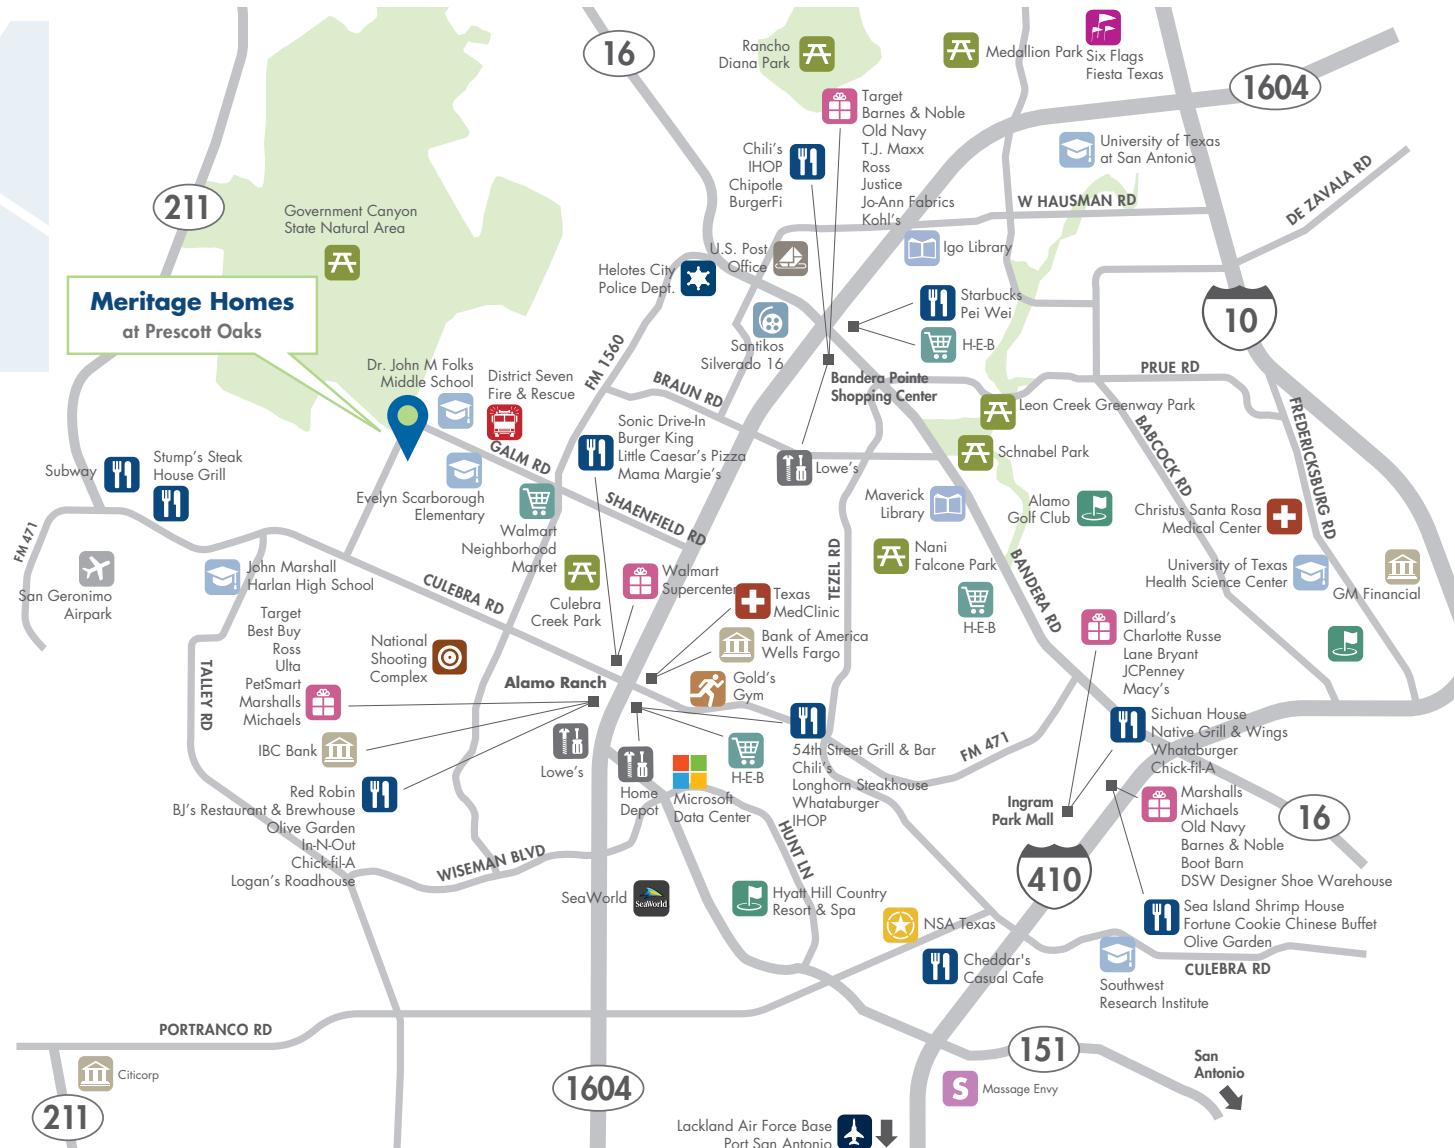 16
Rancho
Diana Park
Medallion Park
Six Flags
Fiesta Texas
1604
Target
Barnes & Noble
Old Navy
T.J. Maxx
Ross
Justice
Jo-Ann Fabrics
Kohl's
Chili's
IHOP
Chipotle
BurgerFi
University of Texas
at San Antonio
DE ZAVALA RD
W HAUSMAN RD
211
Government Canyon
State Natural Area
U.S. Post
Office
Igo Library
Helotes City
Police Dept.
Meritage Homes
at Prescott Oaks
Starbucks
Pei Wei
H-E-B
10
Santikos
Silverado 16
FM 1560
BRAUN RD
Bandera Pointe
Shopping Center
PRUE RD
Dr. John M Folks
Middle School
District Seven
Fire & Rescue
Leon Creek Greenway Park
Schnabel Park
BABCOCK RD
FREDERICKSBURG RD
Sonic Drive-In
Burger King
Little Caesar's Pizza
Mama Margie's
GALM RD
Lowe's
Subway
Stump's Steak
House Grill
Evelyn Scarborough
Elementary
SHAENFIELD RD
Walmart
Neighborhood
Market
Maverick
Library
Alamo
Golf Club
Christus Santa Rosa
Medical Center
FM 471
San Geronimo
Airpark
John Marshall
Harlan High School
CULEBRA RD
Culebra
Creek Park
Walmart
Supercenter
Texas
MedClinic
TEZEL RD
Nani
Falcone Park
H-E-B
BANDERA RD
University of Texas
Health Science Center
GM Financial
Target
Best Buy
Ross
Ulta
PetSmart
Marshalls
Michaels
National
Shooting
Complex
Bank of America
Wells Fargo
Gold's
Gym
Dillard's
Charlotte Russe
Lane Bryant
JCPenney
Macy's
TALLEY RD
Alamo Ranch
IBC Bank
Lowe's
Home
Depot
Microsoft
Data Center
H-E-B
54th Street Grill & Bar
Chili's
Longhorn Steakhouse
Whataburger
IHOP
FM 471
Sichuan House
Native Grill & Wings
Whataburger
Chick-fil-A
Ingram
Park Mall
Marshalls
Michaels
Old Navy
Barnes & Noble
Boot Barn
DSW Designer Shoe Warehouse
16
Red Robin
BJ's Restaurant & Brewhouse
Olive Garden
In-N-Out
Chick-fil-A
Logan's Roadhouse
WISEMAN BLVD
HUNT LN
410
SeaWorld
SeaWorld
Hyatt Hill Country
Resort & Spa
NSA Texas
Sea Island Shrimp House
Fortune Cookie Chinese Buffet
Olive Garden
Cheddar's
Casual Cafe
CULEBRA RD
Southwest
Research Institute
PORTRANCO RD
151
San
Antonio
Citicorp
211
1604
S
Massage Envy
Lackland Air Force Base
Port San Antonio